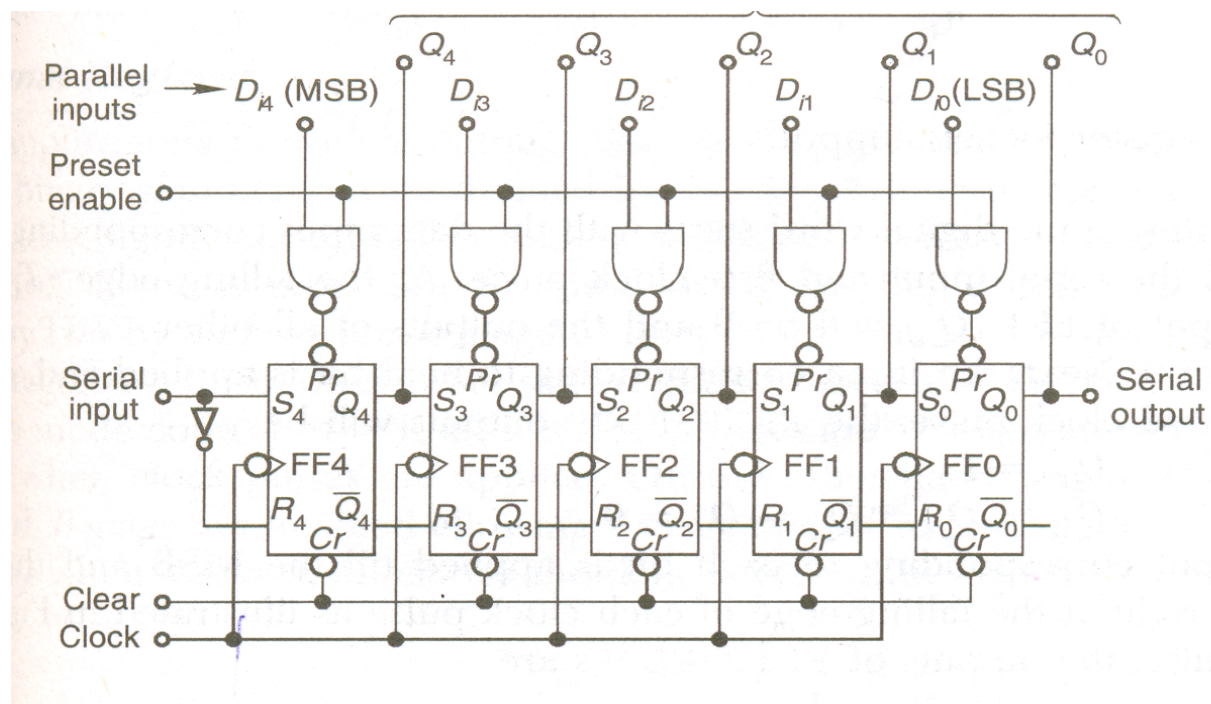 Q4 Q3 Q2 Q1 Q0
Parallel
inputs
Di4 (MSB) Di3 Di2 Di1 Di0(LSB)
Preset
enable
Pr Pr Pr Pr Pr
Serial
input
S4 Q4 S3 Q3 S2 Q2 S1 Q1 S0 Q0
Serial
output
FF4 FF3 FF2 FF1 FF0
R4 Q̅4 R3 Q̅3 R2 Q̅2 R1 Q̅1 R0 Q̅0
Cr Cr Cr Cr Cr
Clear
Clock